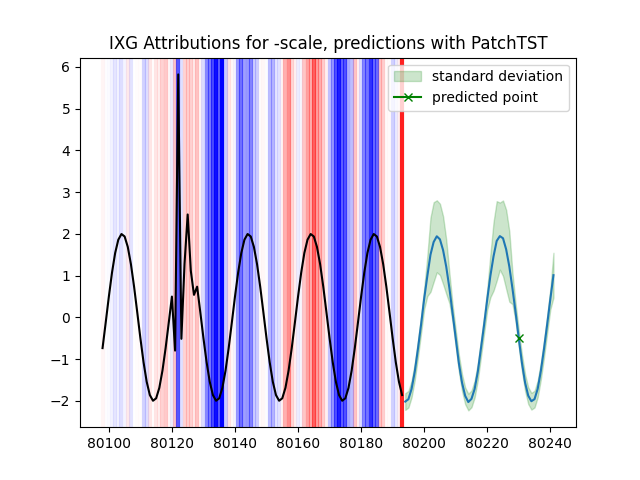 IXG Attributions for -scale, predictions with PatchTST
6
5
4
3
2
1
0
−1
−2
standard deviation
predicted point
80100 80120 80140 80160 80180 80200 80220 80240